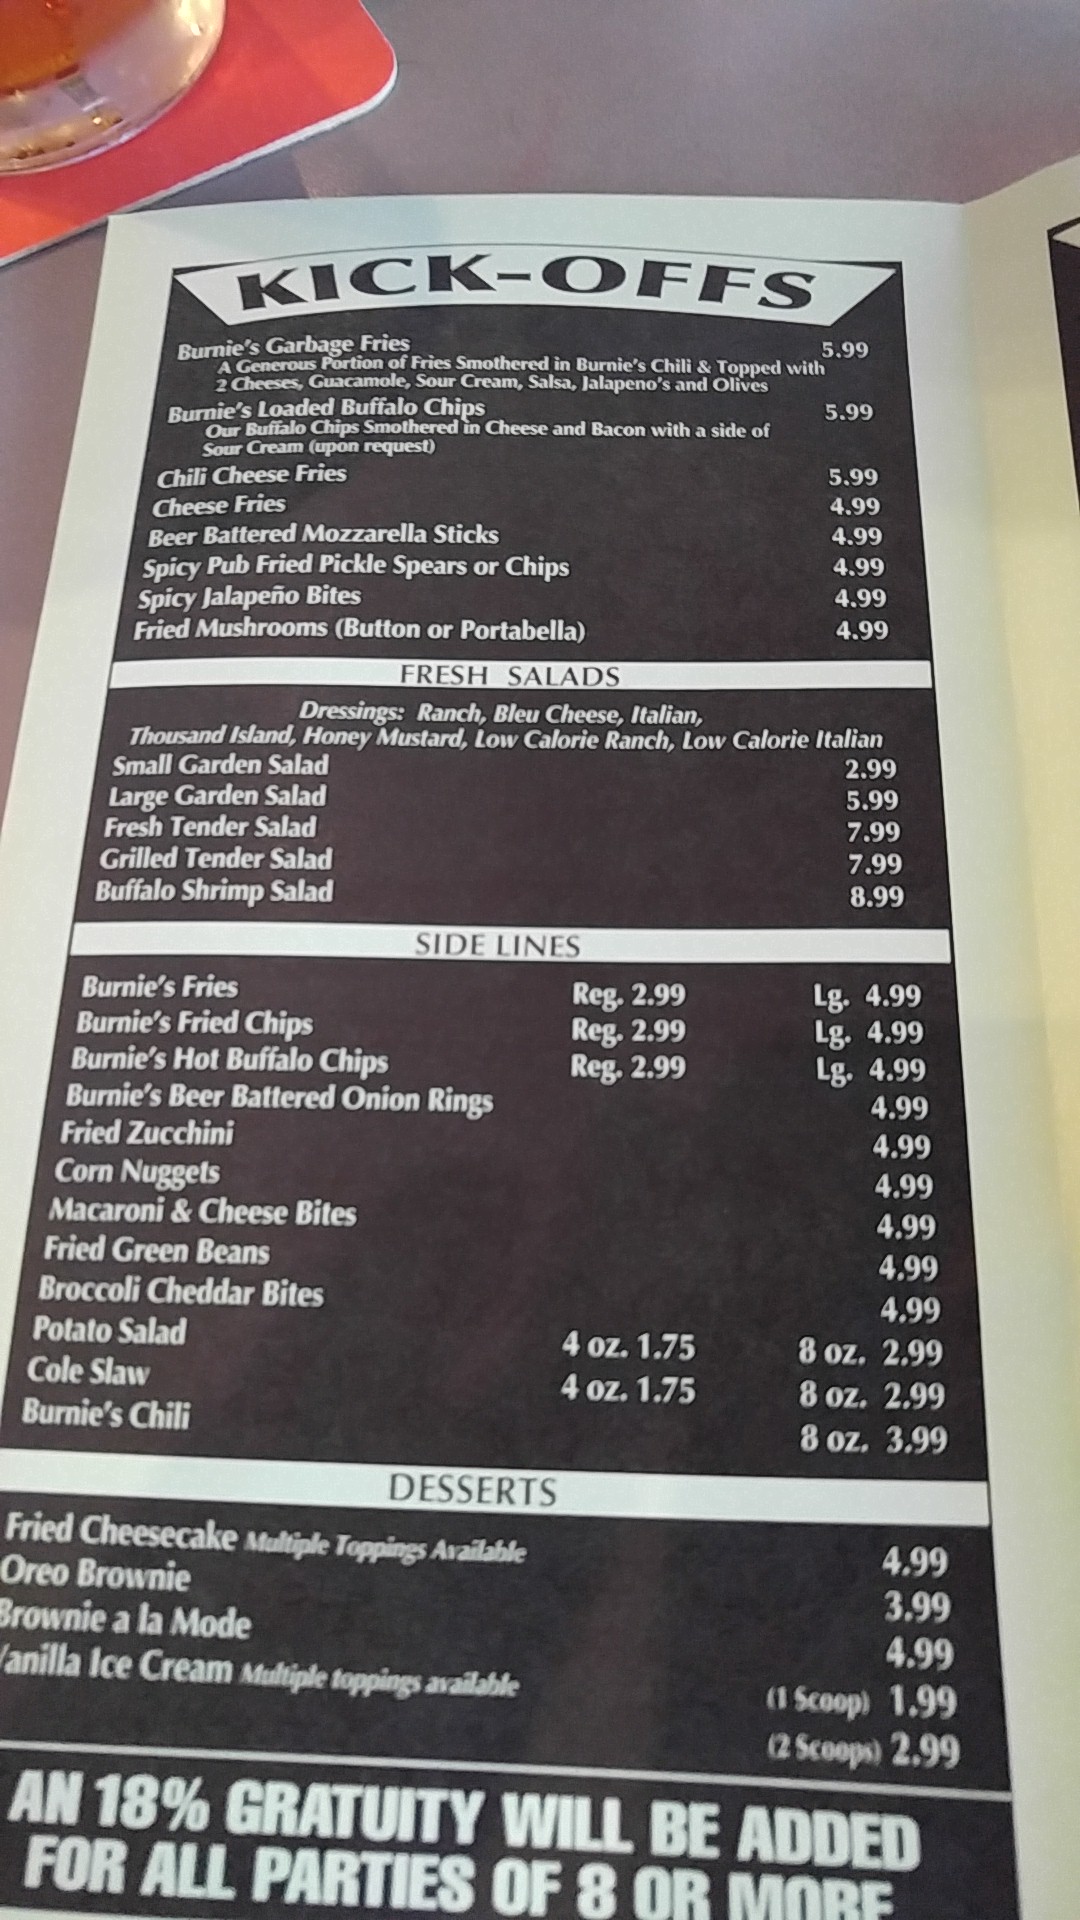 KICK-OFFS
Burnie's Garbage Fries 5.99
A Generous Portion of Fries Smothered in Burnie's Chili & Topped with
2 Cheeses, Guacamole, Sour Cream, Salsa, Jalapeno's and Olives
Burnie's Loaded Buffalo Chips 5.99
Our Buffalo Chips Smothered in Cheese and Bacon with a side of
Sour Cream (upon request)
Chili Cheese Fries 5.99
Cheese Fries 4.99
Beer Battered Mozzarella Sticks 4.99
Spicy Pub Fried Pickle Spears or Chips 4.99
Spicy Jalapeño Bites 4.99
Fried Mushrooms (Button or Portabella) 4.99
FRESH SALADS
Dressings: Ranch, Bleu Cheese, Italian,
Thousand Island, Honey Mustard, Low Calorie Ranch, Low Calorie Italian
Small Garden Salad 2.99
Large Garden Salad 5.99
Fresh Tender Salad 7.99
Grilled Tender Salad 7.99
Buffalo Shrimp Salad 8.99
SIDE LINES
Burnie's Fries Reg. 2.99 Lg. 4.99
Burnie's Fried Chips Reg. 2.99 Lg. 4.99
Burnie's Hot Buffalo Chips Reg. 2.99 Lg. 4.99
Burnie's Beer Battered Onion Rings 4.99
Fried Zucchini 4.99
Corn Nuggets 4.99
Macaroni & Cheese Bites 4.99
Fried Green Beans 4.99
Broccoli Cheddar Bites 4.99
Potato Salad 4 oz. 1.75 8 oz. 2.99
Cole Slaw 4 oz. 1.75 8 oz. 2.99
Burnie's Chili 8 oz. 3.99
DESSERTS
Fried Cheesecake Multiple Toppings Available 4.99
Oreo Brownie 3.99
Brownie a la Mode 4.99
Vanilla Ice Cream Multiple toppings available (1 Scoop) 1.99
(2 Scoops) 2.99
AN 18% GRATUITY WILL BE ADDED
FOR ALL PARTIES OF 8 OR MORE